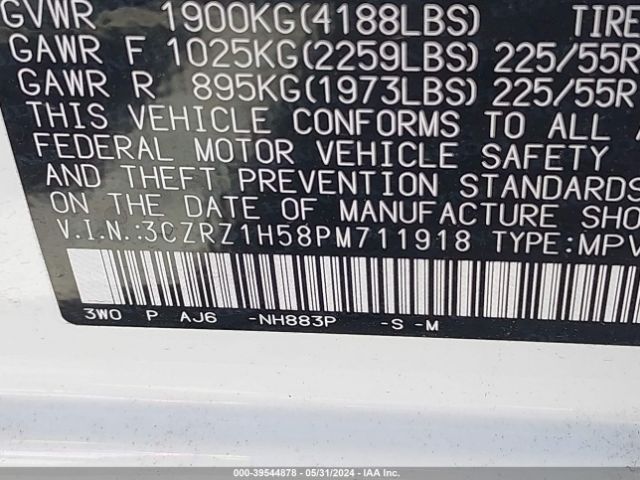 GVWR 1900KG(4188LBS) TIRE
GAWR F 1025KG(2259LBS) 225/55R
GAWR R 895KG(1973LBS) 225/55R
THIS VEHICLE CONFORMS TO ALL
FEDERAL MOTOR VEHICLE SAFETY
AND THEFT PREVENTION STANDARDS
ON THE DATE OF MANUFACTURE SHO
V.I.N.:3CZRZ1H58PM711918 TYPE:MPV
3WO P AJ6 -NH883P -S -M
000-39544878 - 05/31/2024 - IAA Inc.